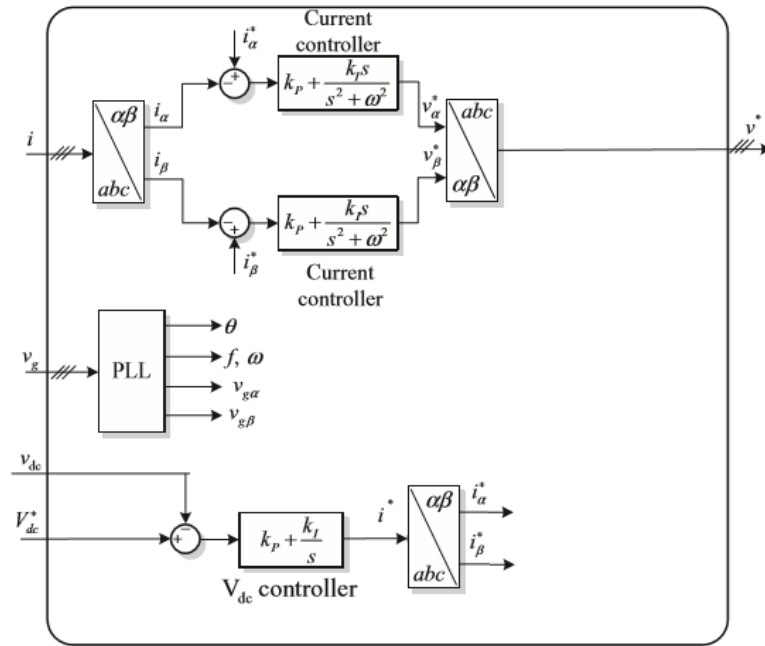 Current
controller
i*α
kP + kIs / s² + ω²
i
αβ
abc
iα
iβ
v*α
v*β
abc
αβ
v*
kP + kIs / s² + ω²
i*β
Current
controller
vg
PLL
θ
f, ω
vgα
vgβ
vdc
V*dc
kP + kI / s
Vdc controller
i*
αβ
abc
i*α
i*β